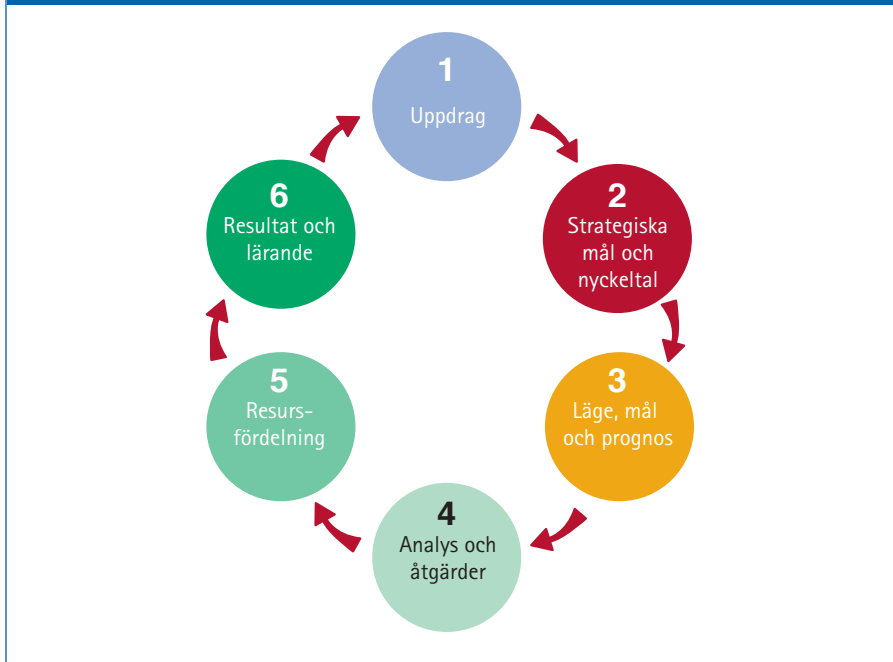 1
Uppdrag
2
Strategiska
mål och
nyckeltal
3
Läge, mål
och prognos
4
Analys och
åtgärder
5
Resurs-
fördelning
6
Resultat och
lärande